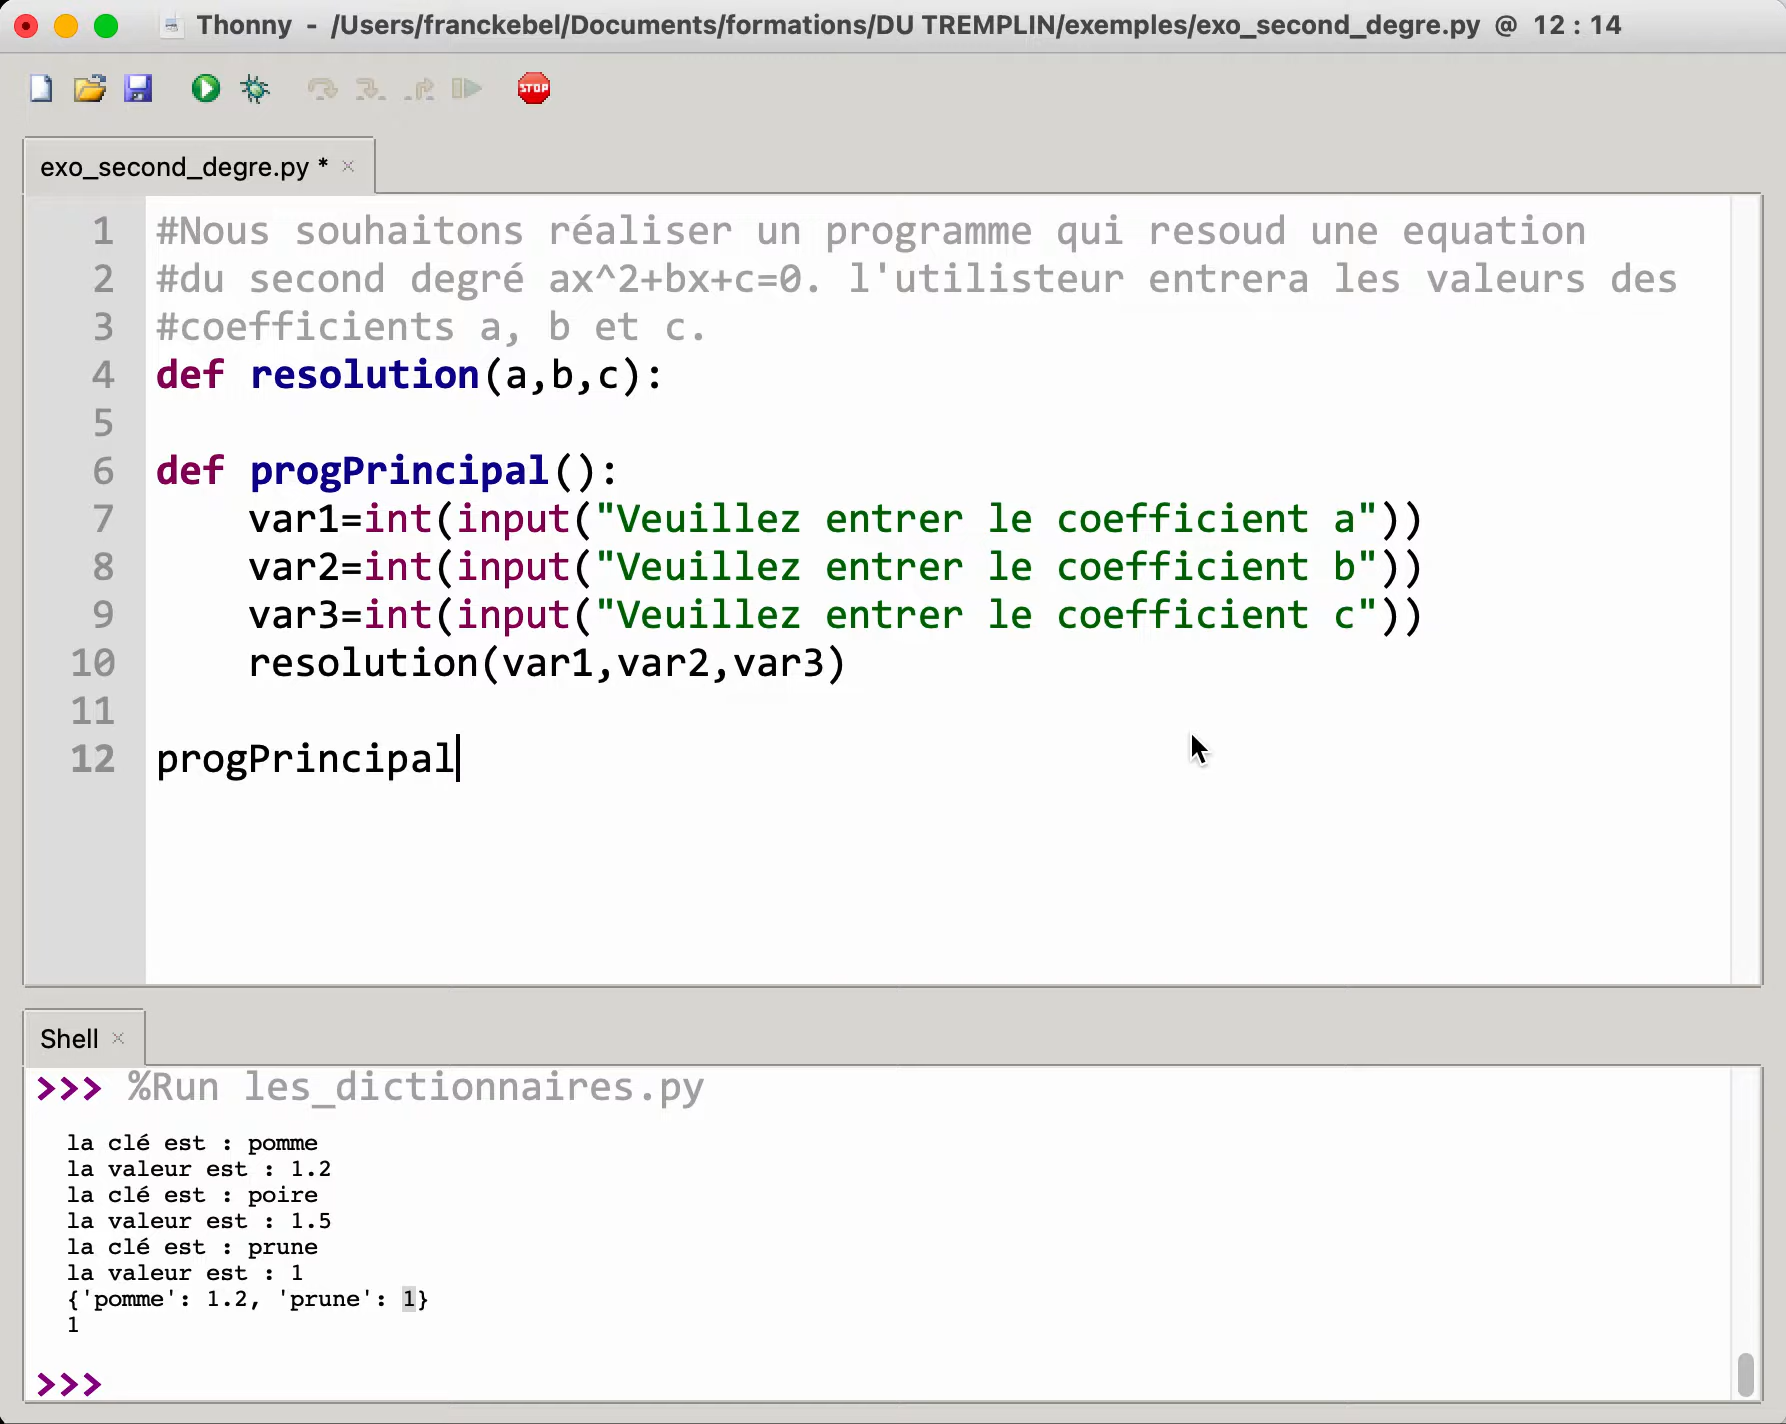 Thonny - /Users/franckebel/Documents/formations/DU TREMPLIN/exemples/exo_second_degre.py @ 12 : 14
STOP
exo_second_degre.py * ×
1 #Nous souhaitons réaliser un programme qui resoud une equation
2 #du second degré ax^2+bx+c=0. l'utilisteur entrera les valeurs des
3 #coefficients a, b et c.
4 def resolution(a,b,c):
5
6 def progPrincipal():
7     var1=int(input("Veuillez entrer le coefficient a"))
8     var2=int(input("Veuillez entrer le coefficient b"))
9     var3=int(input("Veuillez entrer le coefficient c"))
10     resolution(var1,var2,var3)
11
12 progPrincipal
Shell ×
>>> %Run les_dictionnaires.py
la clé est : pomme
la valeur est : 1.2
la clé est : poire
la valeur est : 1.5
la clé est : prune
la valeur est : 1
{'pomme': 1.2, 'prune': 1}
1
>>>